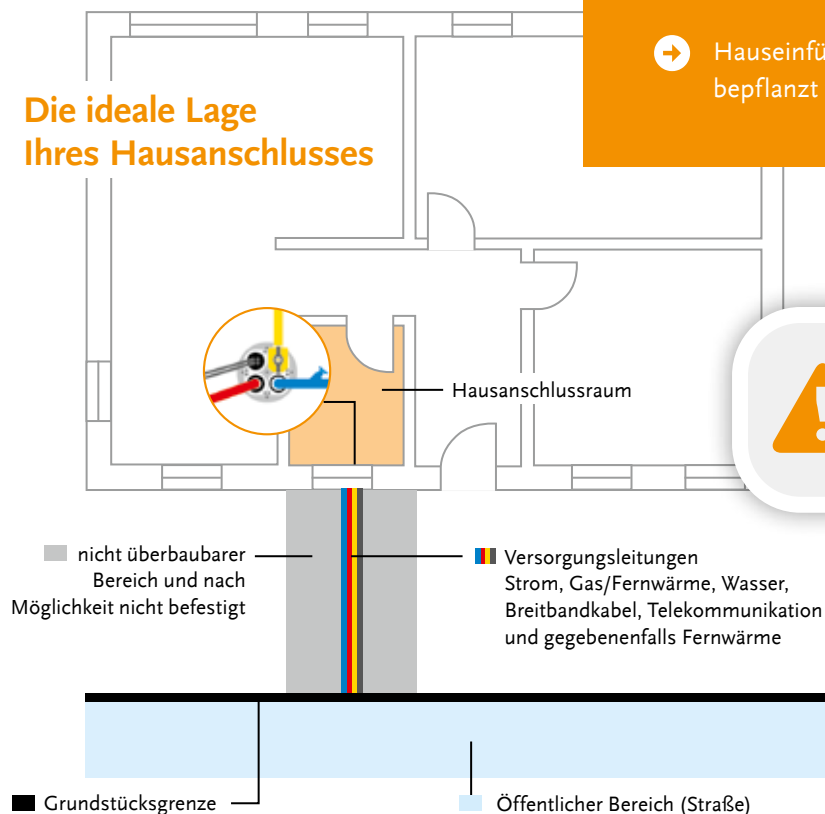 Die ideale Lage
Ihres Hausanschlusses
bepflanzt
Hausanschlussraum
nicht überbaubarer
Bereich und nach
Möglichkeit nicht befestigt
Versorgungsleitungen
Strom, Gas/Fernwärme, Wasser,
Breitbandkabel, Telekommunikation
und gegebenenfalls Fernwärme
Grundstücksgrenze
Öffentlicher Bereich (Straße)